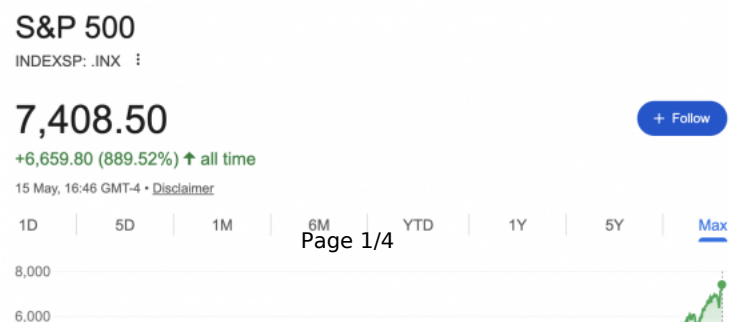 S&P 500
INDEXSP: .INX
7,408.50
+ Follow
+6,659.80 (889.52%) ↑ all time
15 May, 16:46 GMT-4 • Disclaimer
1D 5D 1M 6M YTD 1Y 5Y Max
Page 1/4
8,000
6,000